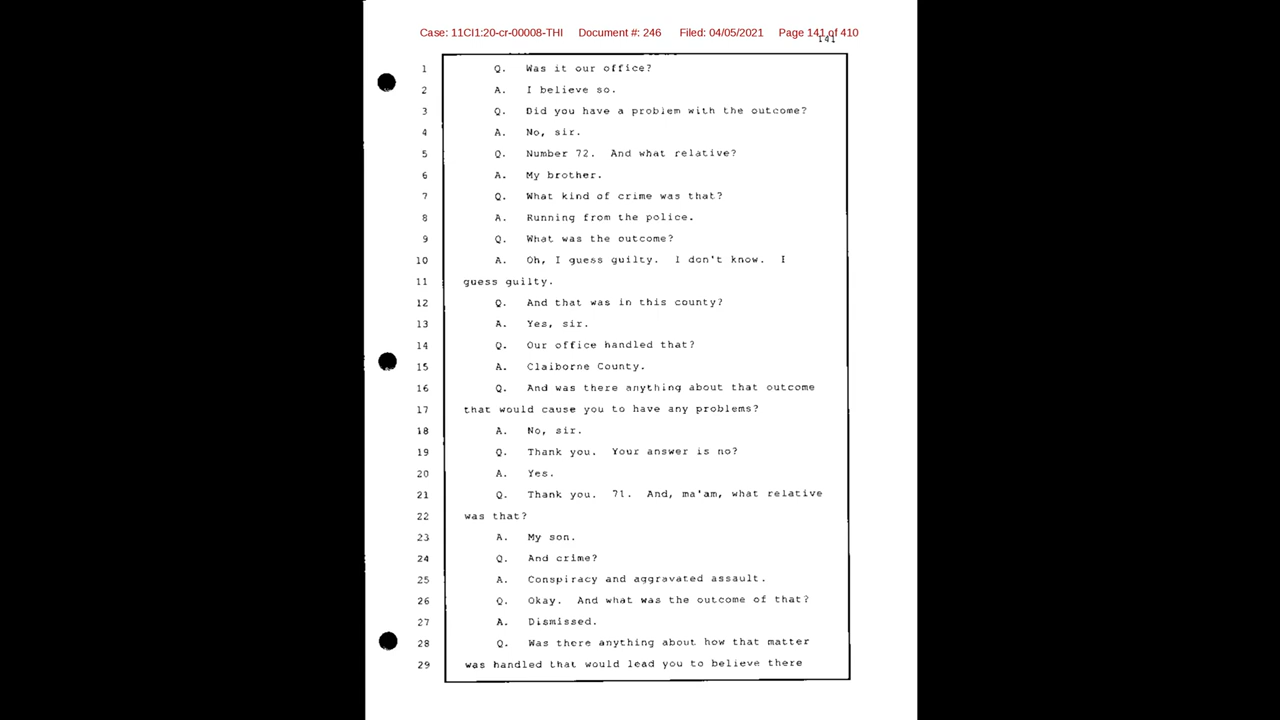 Case: 11CI1:20-cr-00008-THI Document #: 246 Filed: 04/05/2021 Page 141 of 410
141
1 Q. Was it our office?
2 A. I believe so.
3 Q. Did you have a problem with the outcome?
4 A. No, sir.
5 Q. Number 72. And what relative?
6 A. My brother.
7 Q. What kind of crime was that?
8 A. Running from the police.
9 Q. What was the outcome?
10 A. Oh, I guess guilty. I don't know. I
11 guess guilty.
12 Q. And that was in this county?
13 A. Yes, sir.
14 Q. Our office handled that?
15 A. Claiborne County.
16 Q. And was there anything about that outcome
17 that would cause you to have any problems?
18 A. No, sir.
19 Q. Thank you. Your answer is no?
20 A. Yes.
21 Q. Thank you. 71. And, ma'am, what relative
22 was that?
23 A. My son.
24 Q. And crime?
25 A. Conspiracy and aggravated assault.
26 Q. Okay. And what was the outcome of that?
27 A. Dismissed.
28 Q. Was there anything about how that matter
29 was handled that would lead you to believe there